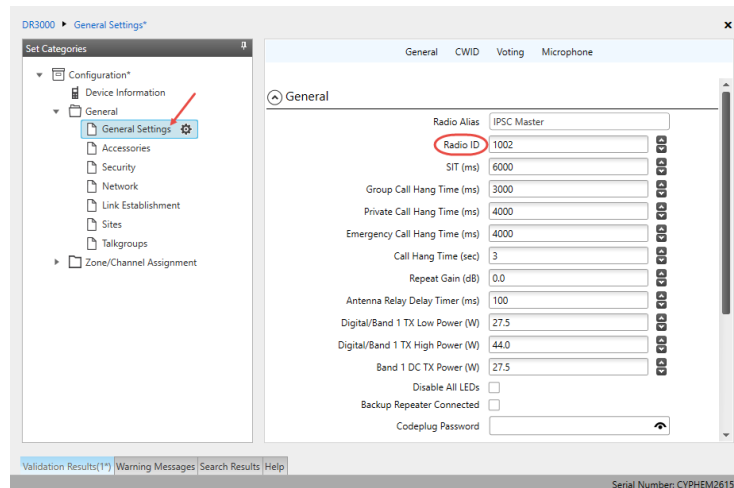 DR3000 ▸ General Settings*
x
Set Categories
General CWID Voting Microphone
Configuration*
Device Information
General
General Settings
Accessories
Security
Network
Link Establishment
Sites
Talkgroups
Zone/Channel Assignment
General
Radio Alias IPSC Master
Radio ID 1002
SIT (ms) 6000
Group Call Hang Time (ms) 3000
Private Call Hang Time (ms) 4000
Emergency Call Hang Time (ms) 4000
Call Hang Time (sec) 3
Repeat Gain (dB) 0.0
Antenna Relay Delay Timer (ms) 100
Digital/Band 1 TX Low Power (W) 27.5
Digital/Band 1 TX High Power (W) 44.0
Band 1 DC TX Power (W) 27.5
Disable All LEDs
Backup Repeater Connected
Codeplug Password
Validation Results(1*) Warning Messages Search Results Help
Serial Number: CYPHEM2615